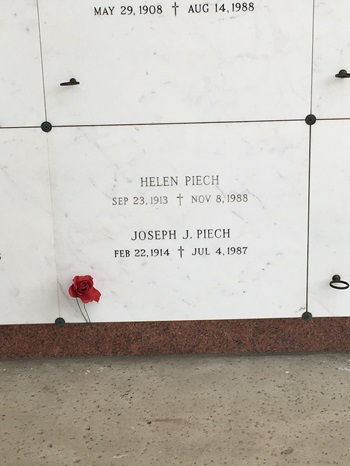 MAY 29, 1908 † AUG 14, 1988
HELEN PIECH
SEP 23, 1913 † NOV 8, 1988
JOSEPH J. PIECH
FEB 22, 1914 † JUL 4, 1987